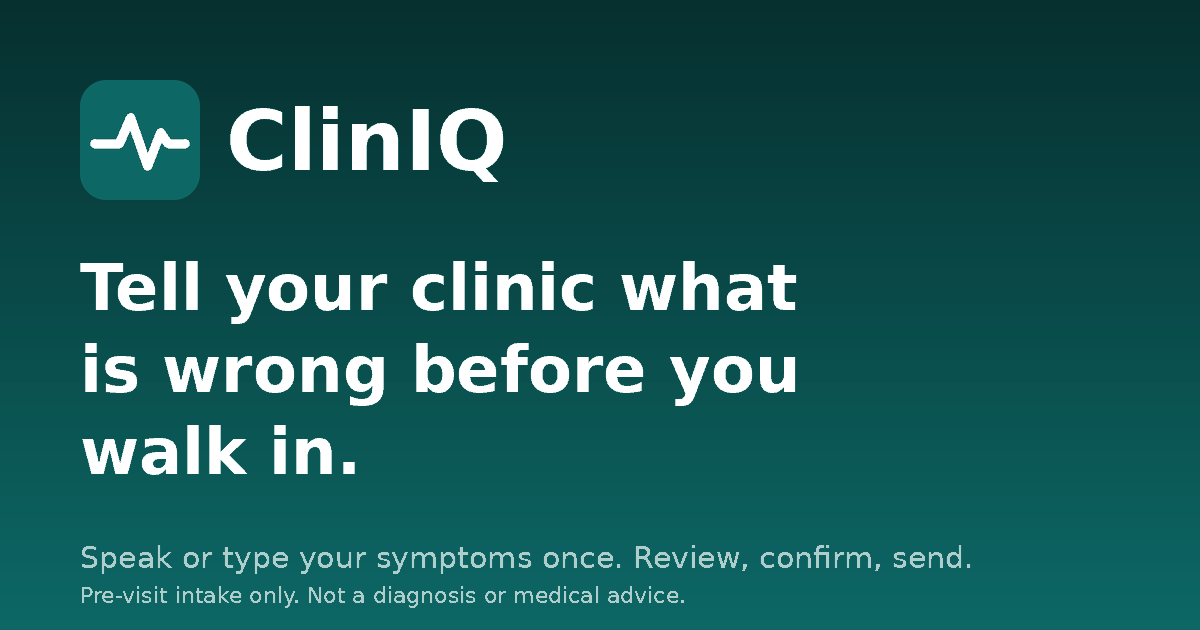 ClinIQ
Tell your clinic what
is wrong before you
walk in.
Speak or type your symptoms once. Review, confirm, send.
Pre-visit intake only. Not a diagnosis or medical advice.